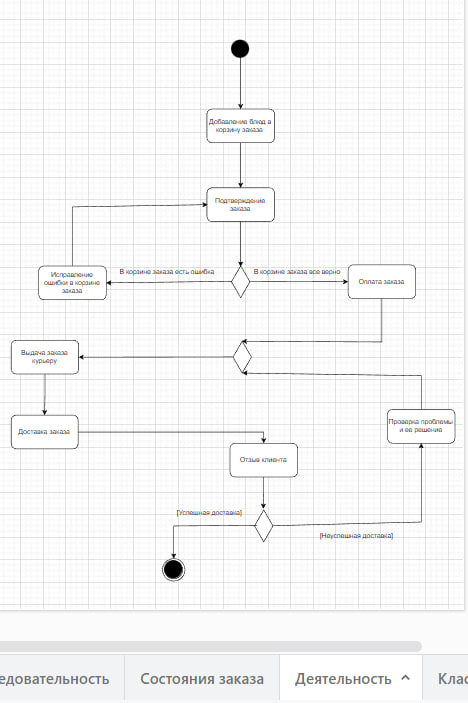 Добавление блюд в
корзину заказа
Подтверждение
заказа
В корзине заказа есть ошибка
В корзине заказа все верно
Исправление
ошибки в корзине
заказа
Оплата заказа
Выдача заказа
курьеру
Доставка заказа
Проверка проблемы
и ее решение
Отзыв клиента
[Успешная доставка]
[Неуспешная доставка]
едовательность
Состояния заказа
Деятельность
Клас